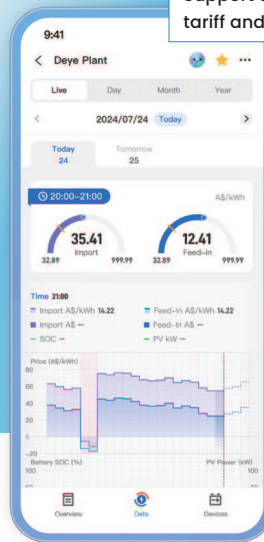 tariff and
9:41
Deye Plant
Live Day Month Year
2024/07/24 Today
Today Tomorrow
24 25
20:00–21:00 A$/kWh
35.41 12.41
Import Feed-In
32.89 999.99 32.89 999.99
Time 21:00
Import A$/kWh 14.22 Feed-In A$/kWh 14.22
Import A$ -- Feed-In A$ --
SOC -- PV kW --
Price (A$/kWh)
80
60
40
20
0
-20
Battery SOC (%) PV Power (kW)
100 100
Overview Data Devices